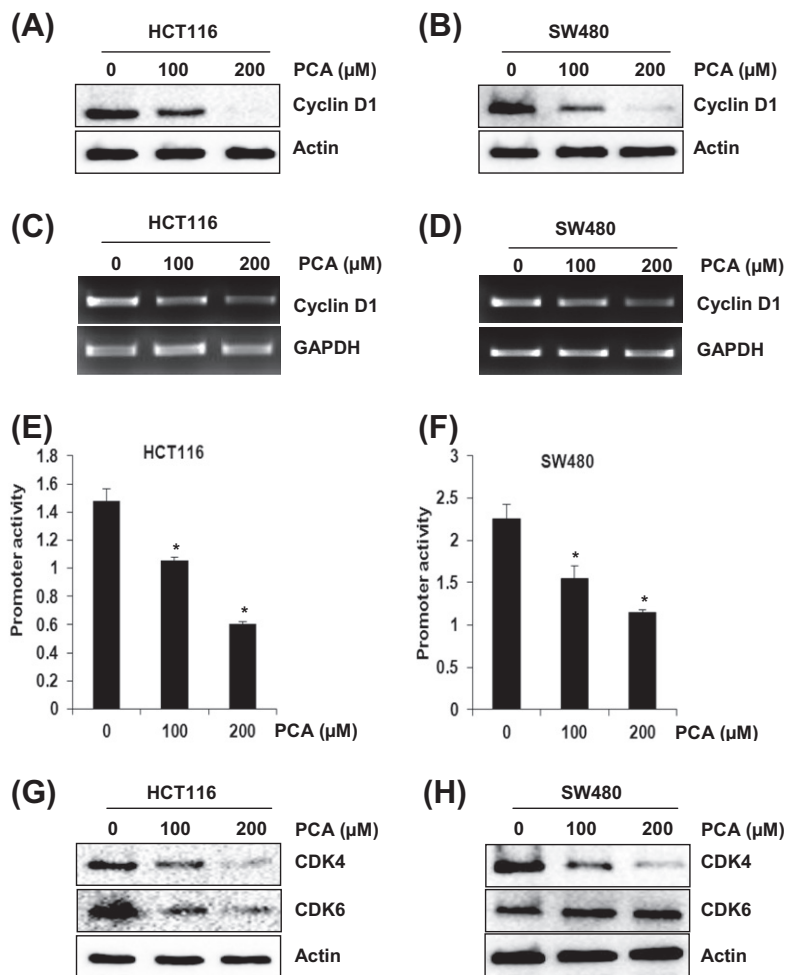 (A)
HCT116
0 100 200 PCA (µM)
Cyclin D1
Actin
(B)
SW480
0 100 200 PCA (µM)
Cyclin D1
Actin
(C)
HCT116
0 100 200 PCA (µM)
Cyclin D1
GAPDH
(D)
SW480
0 100 200 PCA (µM)
Cyclin D1
GAPDH
(E)
HCT116
Promoter activity
1.8
1.6
1.4
1.2
1
0.8
0.6
0.4
0.2
0
*
*
0 100 200 PCA (µM)
(F)
SW480
Promoter activity
3
2.5
2
1.5
1
0.5
0
*
*
0 100 200 PCA (µM)
(G)
HCT116
0 100 200 PCA (µM)
CDK4
CDK6
Actin
(H)
SW480
0 100 200 PCA (µM)
CDK4
CDK6
Actin